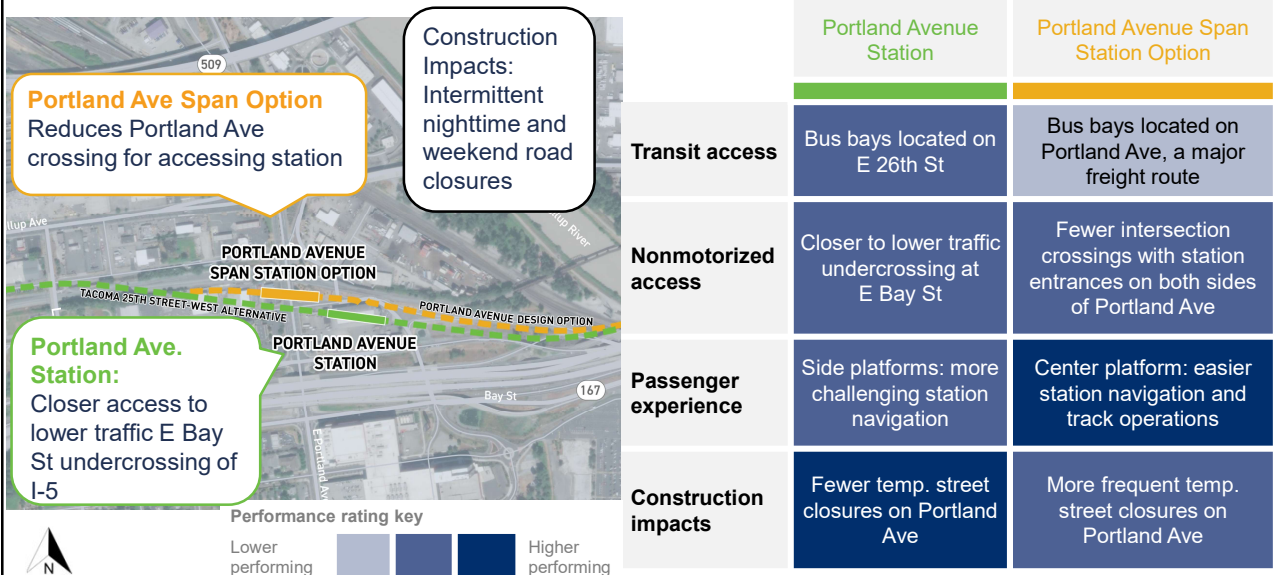 509
Portland Ave Span Option
Reduces Portland Ave
crossing for accessing station
Construction
Impacts:
Intermittent
nighttime and
weekend road
closures
PORTLAND AVENUE
SPAN STATION OPTION
TACOMA 25TH STREET-WEST ALTERNATIVE
PORTLAND AVENUE DESIGN OPTION
PORTLAND AVENUE
STATION
Portland Ave.
Station:
Closer access to
lower traffic E Bay
St undercrossing of
I-5
Bay St
167
E Portland Ave
N
Performance rating key
Lower
performing
Higher
performing
Portland Avenue
Station
Portland Avenue Span
Station Option
Transit access
Bus bays located on
E 26th St
Bus bays located on
Portland Ave, a major
freight route
Nonmotorized
access
Closer to lower traffic
undercrossing at
E Bay St
Fewer intersection
crossings with station
entrances on both sides
of Portland Ave
Passenger
experience
Side platforms: more
challenging station
navigation
Center platform: easier
station navigation and
track operations
Construction
impacts
Fewer temp. street
closures on Portland
Ave
More frequent temp.
street closures on
Portland Ave